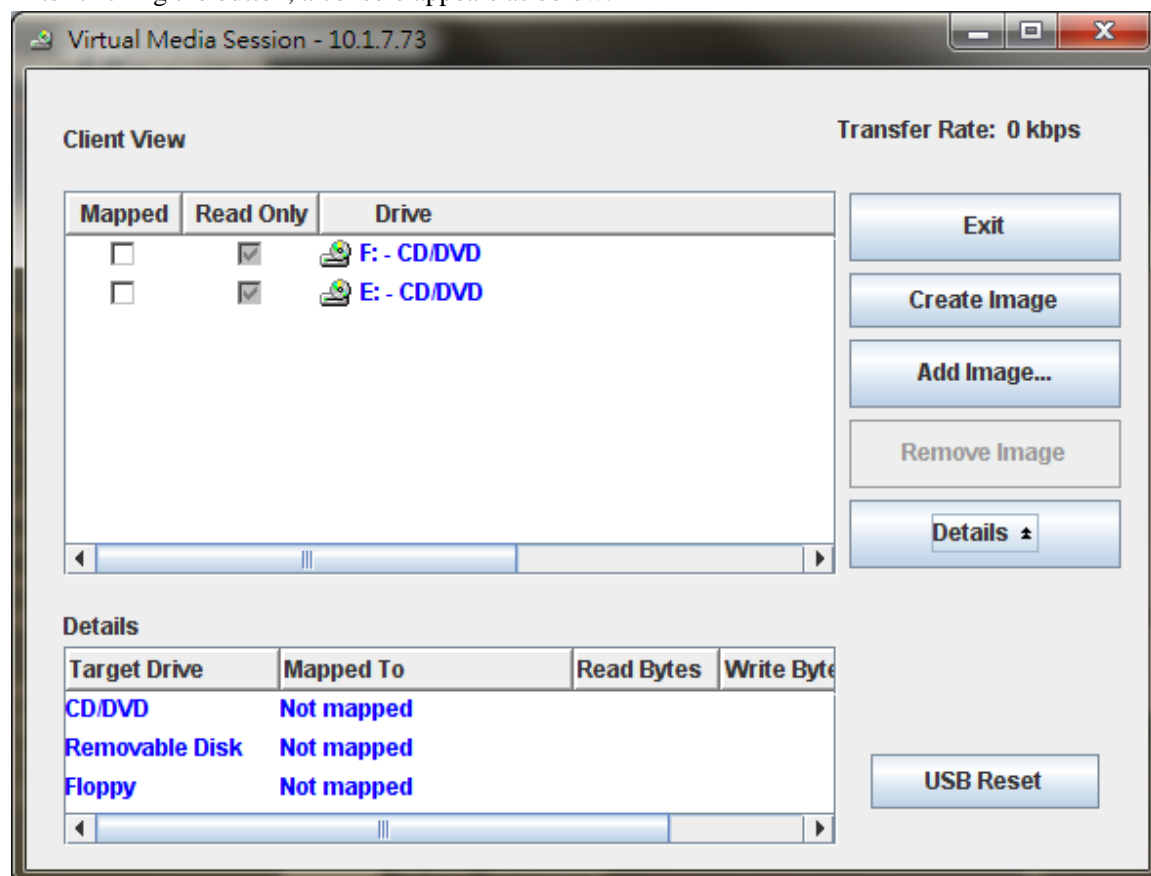 Virtual Media Session - 10.1.7.73
Client View
Transfer Rate: 0 kbps
Mapped Read Only Drive
F: - CD/DVD
E: - CD/DVD
Exit
Create Image
Add Image...
Remove Image
Details
Details
Target Drive Mapped To Read Bytes Write Byte
CD/DVD Not mapped
Removable Disk Not mapped
Floppy Not mapped
USB Reset